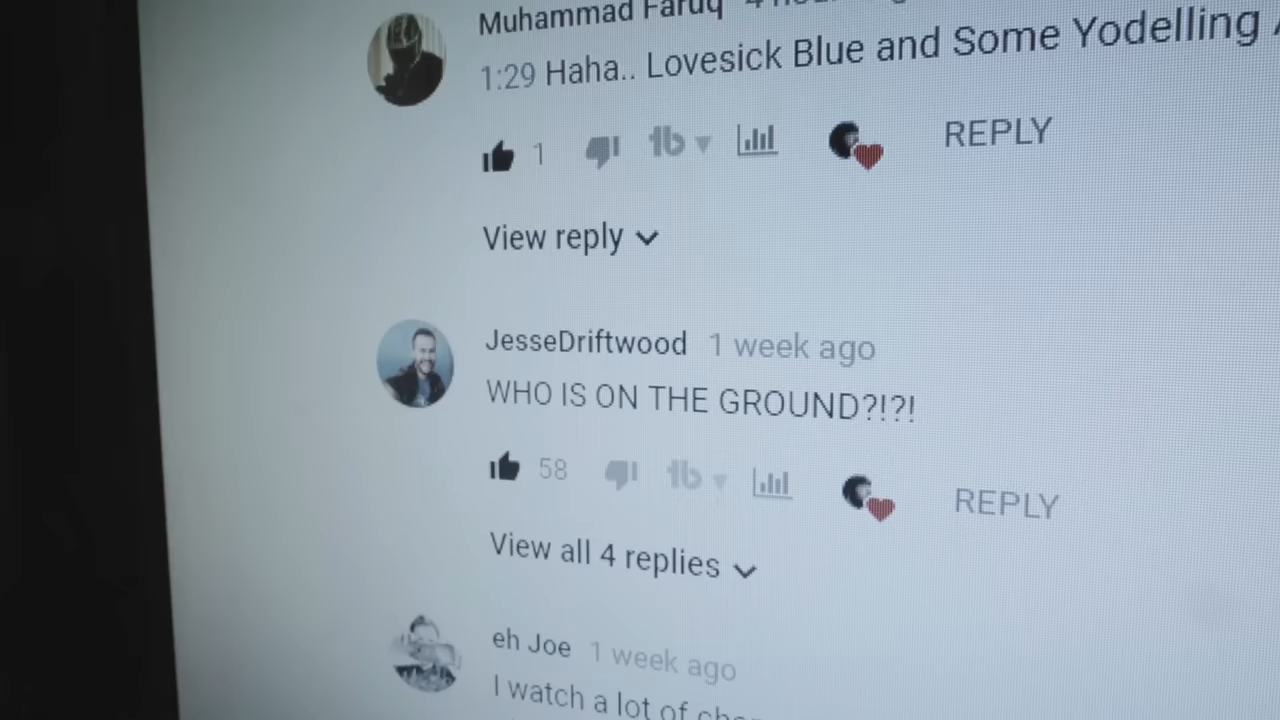 Muhammad Faruq 4
1:29 Haha.. Lovesick Blue and Some Yodelling
1 REPLY
View reply
JesseDriftwood 1 week ago
WHO IS ON THE GROUND?!?!
58 REPLY
View all 4 replies
eh Joe 1 week ago
I watch a lot of